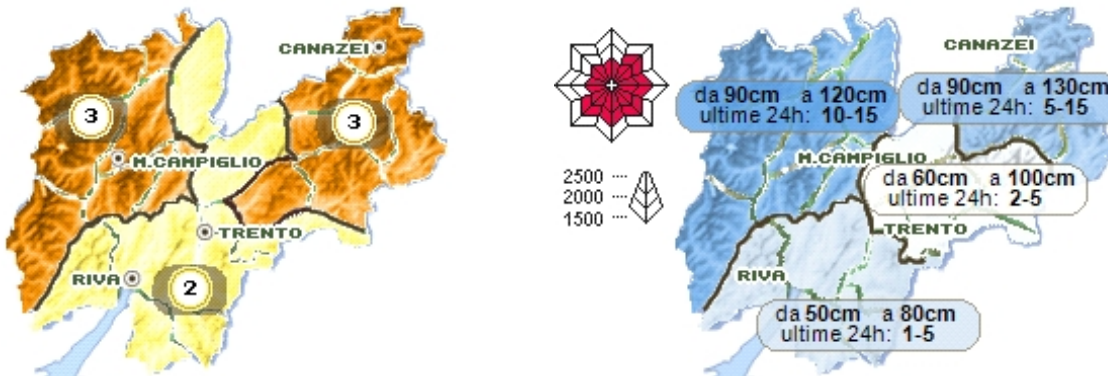 CANAZEI
3
3
M.CAMPIGLIO
TRENTO
RIVA
2
2500
2000
1500
CANAZEI
da 90cm a 120cm
ultime 24h: 10-15
da 90cm a 130cm
ultime 24h: 5-15
M.CAMPIGLIO
da 60cm a 100cm
ultime 24h: 2-5
TRENTO
RIVA
da 50cm a 80cm
ultime 24h: 1-5